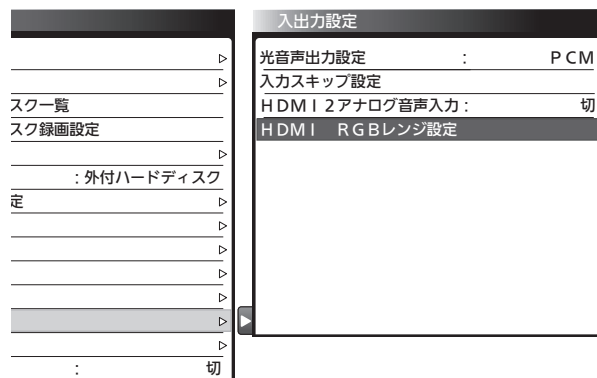 スク一覧
スク録画設定
：外付ハードディスク
定
： 切
入出力設定
光音声出力設定 ： PCM
入力スキップ設定
HDMI2アナログ音声入力： 切
HDMI RGBレンジ設定